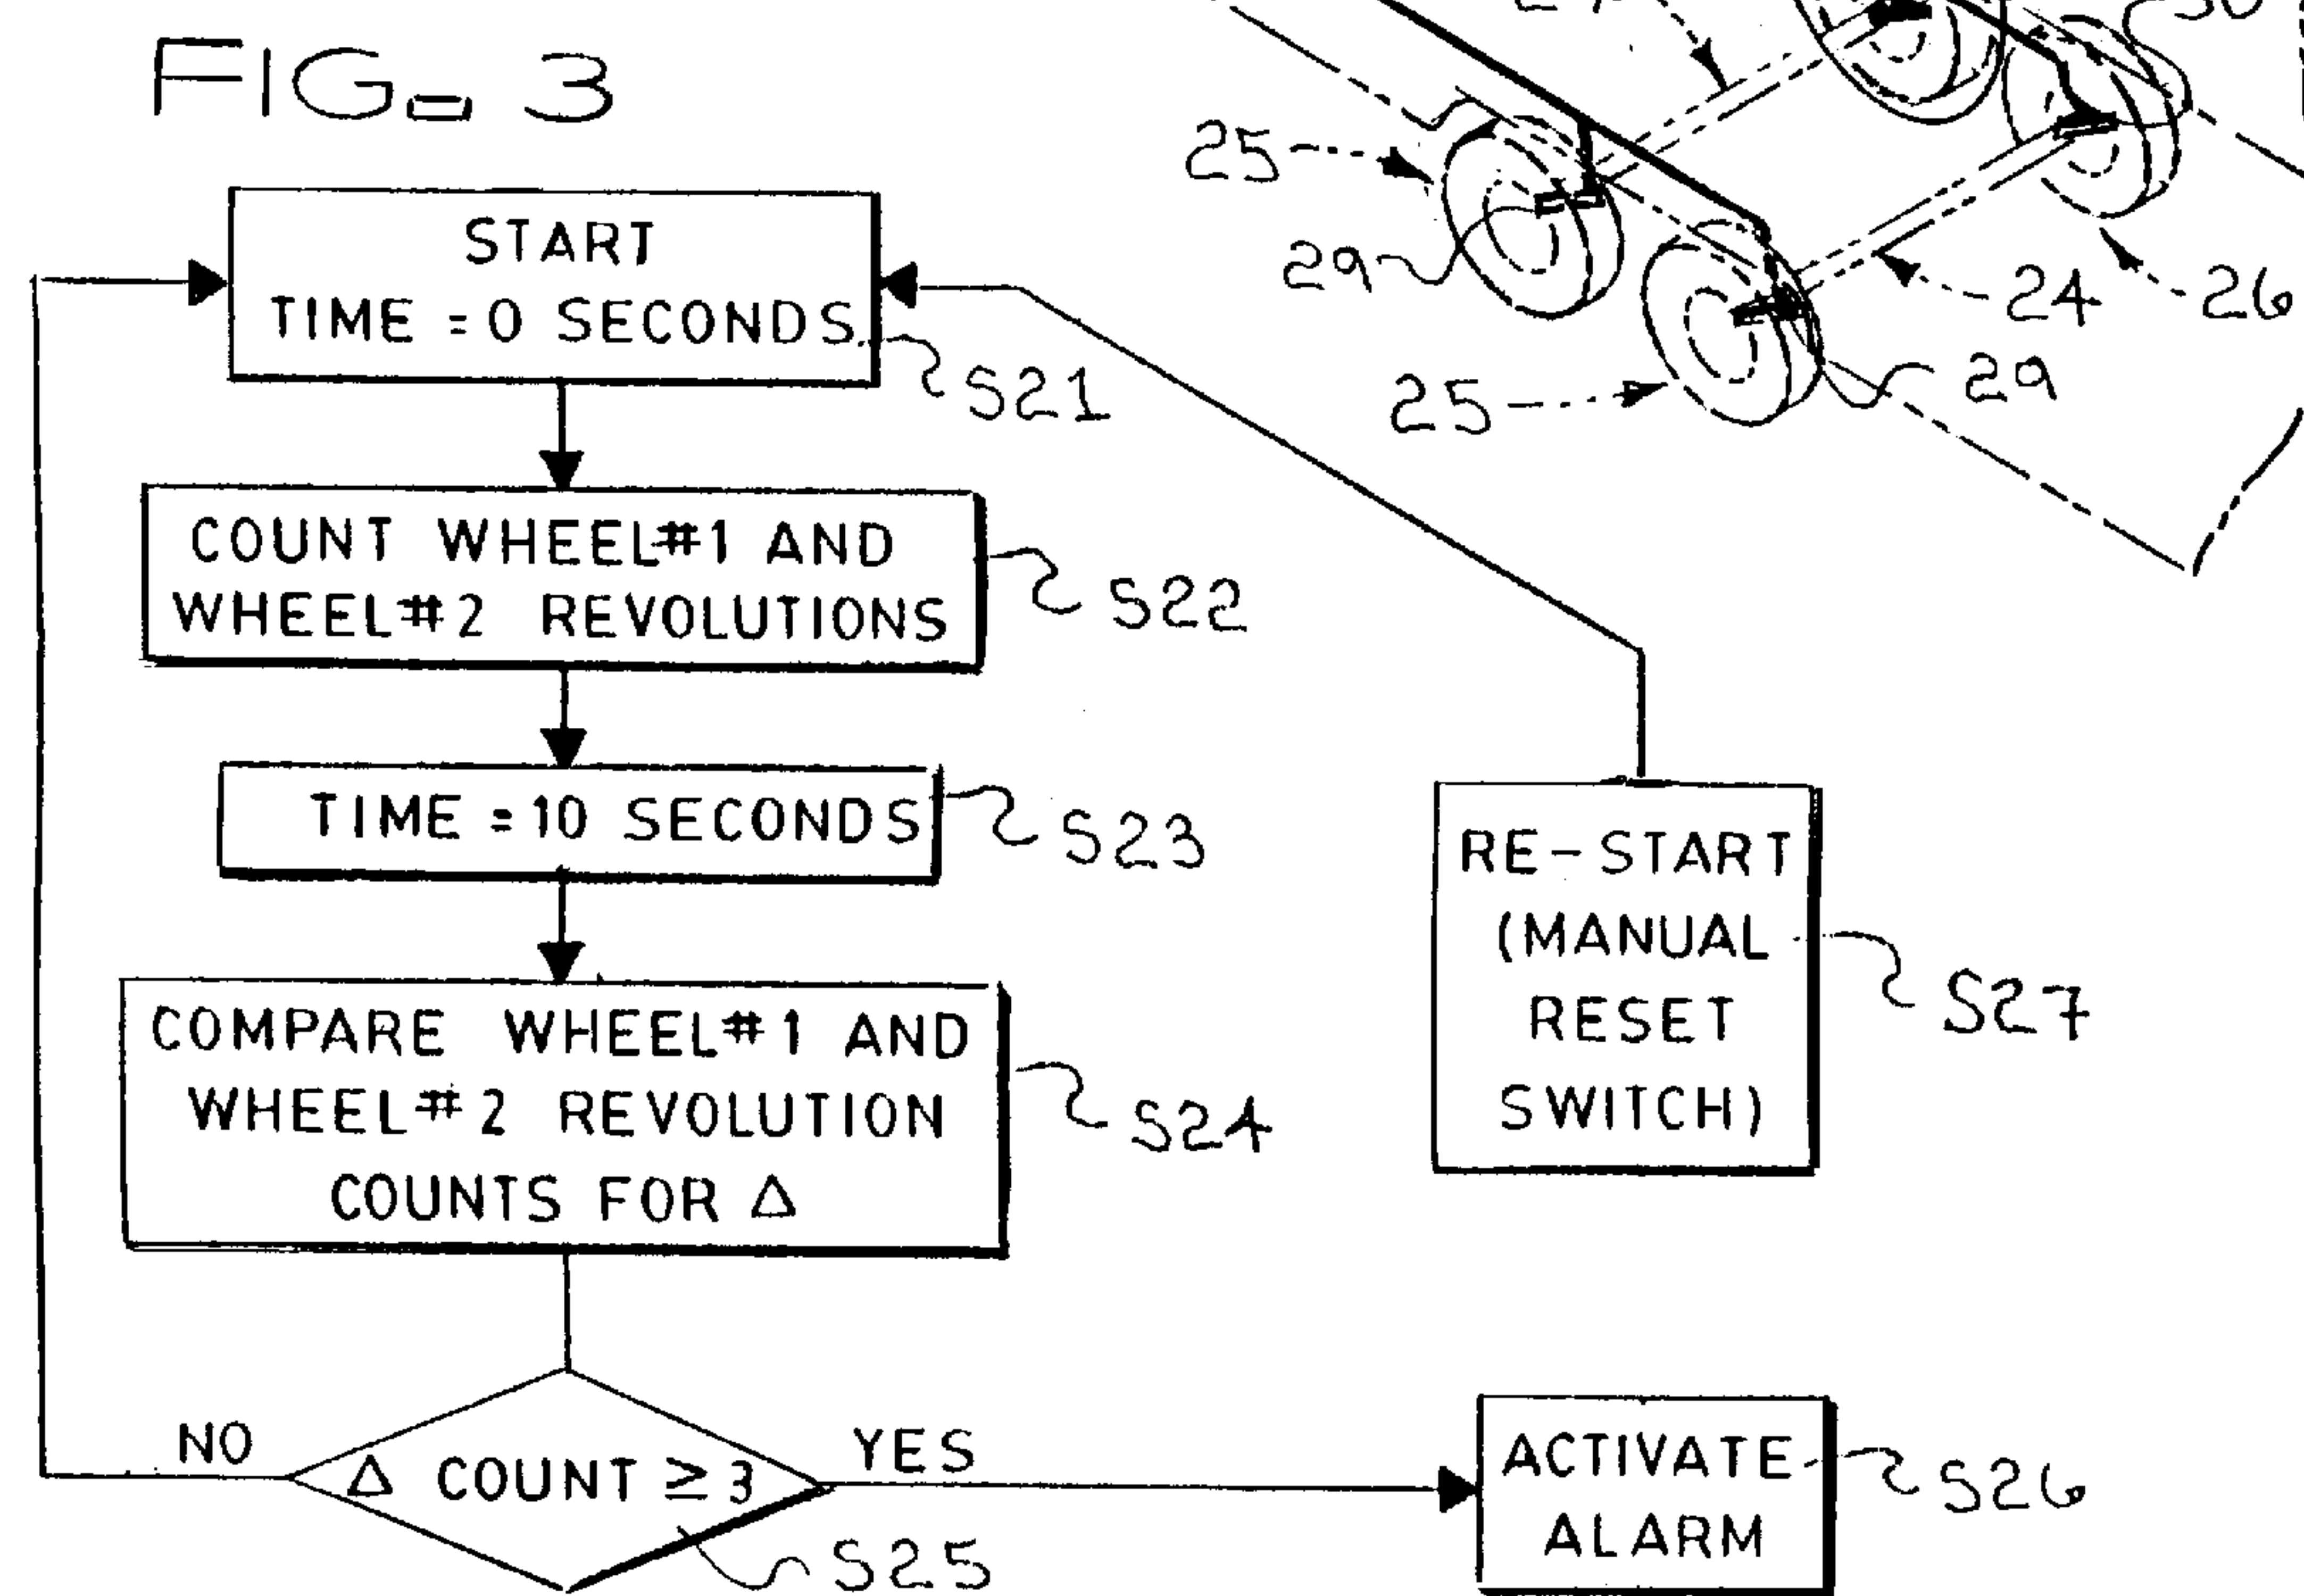 FIG. 3
30
25
29
24
26
25
29
START
TIME = 0 SECONDS
S21
COUNT WHEEL#1 AND
WHEEL#2 REVOLUTIONS
S22
TIME = 10 SECONDS
S23
COMPARE WHEEL#1 AND
WHEEL#2 REVOLUTION
COUNTS FOR Δ
S24
RE-START
(MANUAL
RESET
SWITCH)
S27
NO
Δ COUNT ≥ 3
YES
S25
ACTIVATE
ALARM
S26